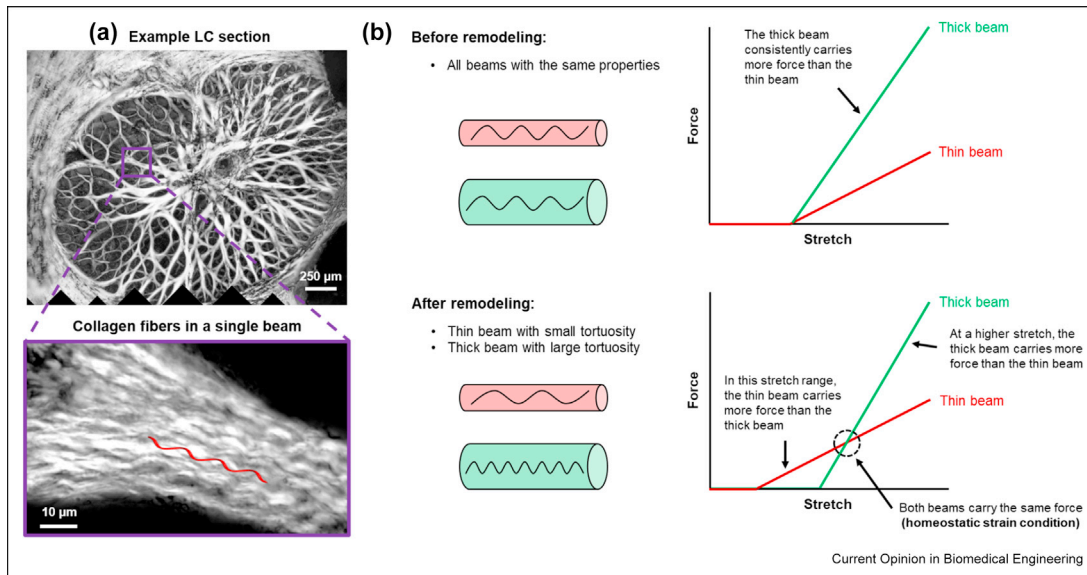 (a)
Example LC section
250 µm
Collagen fibers in a single beam
10 µm
(b)
Before remodeling:
• All beams with the same properties
The thick beam
consistently carries
more force than the
thin beam
Thick beam
Thin beam
Force
Stretch
After remodeling:
• Thin beam with small tortuosity
• Thick beam with large tortuosity
Thick beam
At a higher stretch, the
thick beam carries more
force than the thin beam
In this stretch range,
the thin beam carries
more force than the
thick beam
Thin beam
Force
Stretch
Both beams carry the same force
(homeostatic strain condition)
Current Opinion in Biomedical Engineering